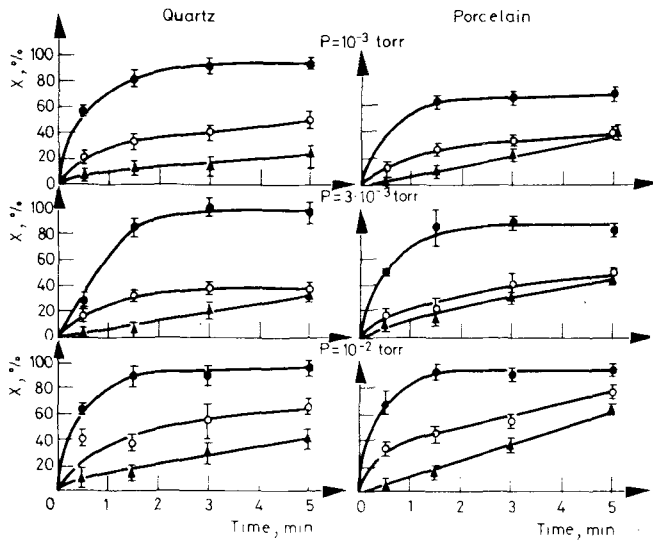 Quartz Porcelain
P=10⁻³ torr
χ, %
100
80
60
40
20
0
P=3·10⁻³ torr
χ, %
100
80
60
40
20
0
P=10⁻² torr
χ, %
100
80
60
40
20
0 1 2 3 4 5 0 1 2 3 4 5
Time, min Time, min